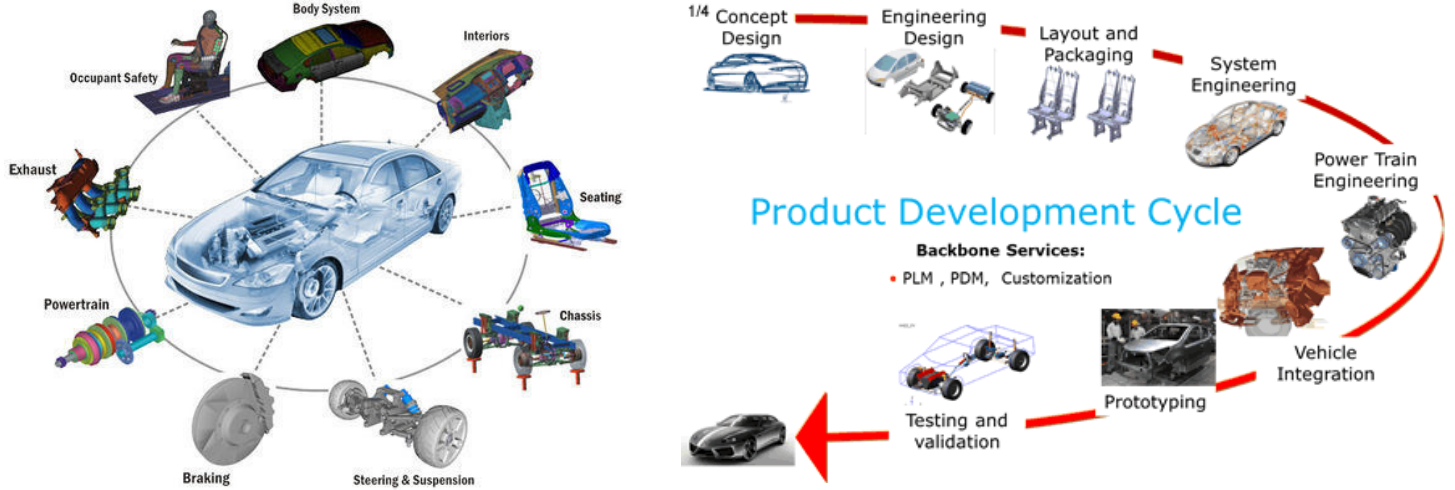 Body System
Interiors
Occupant Safety
Exhaust
Seating
Powertrain
Chassis
Braking
Steering & Suspension
1/4
Concept
Design
Engineering
Design
Layout and
Packaging
System
Engineering
Power Train
Engineering
Product Development Cycle
Backbone Services:
• PLM , PDM, Customization
Vehicle
Integration
Prototyping
Testing and
validation